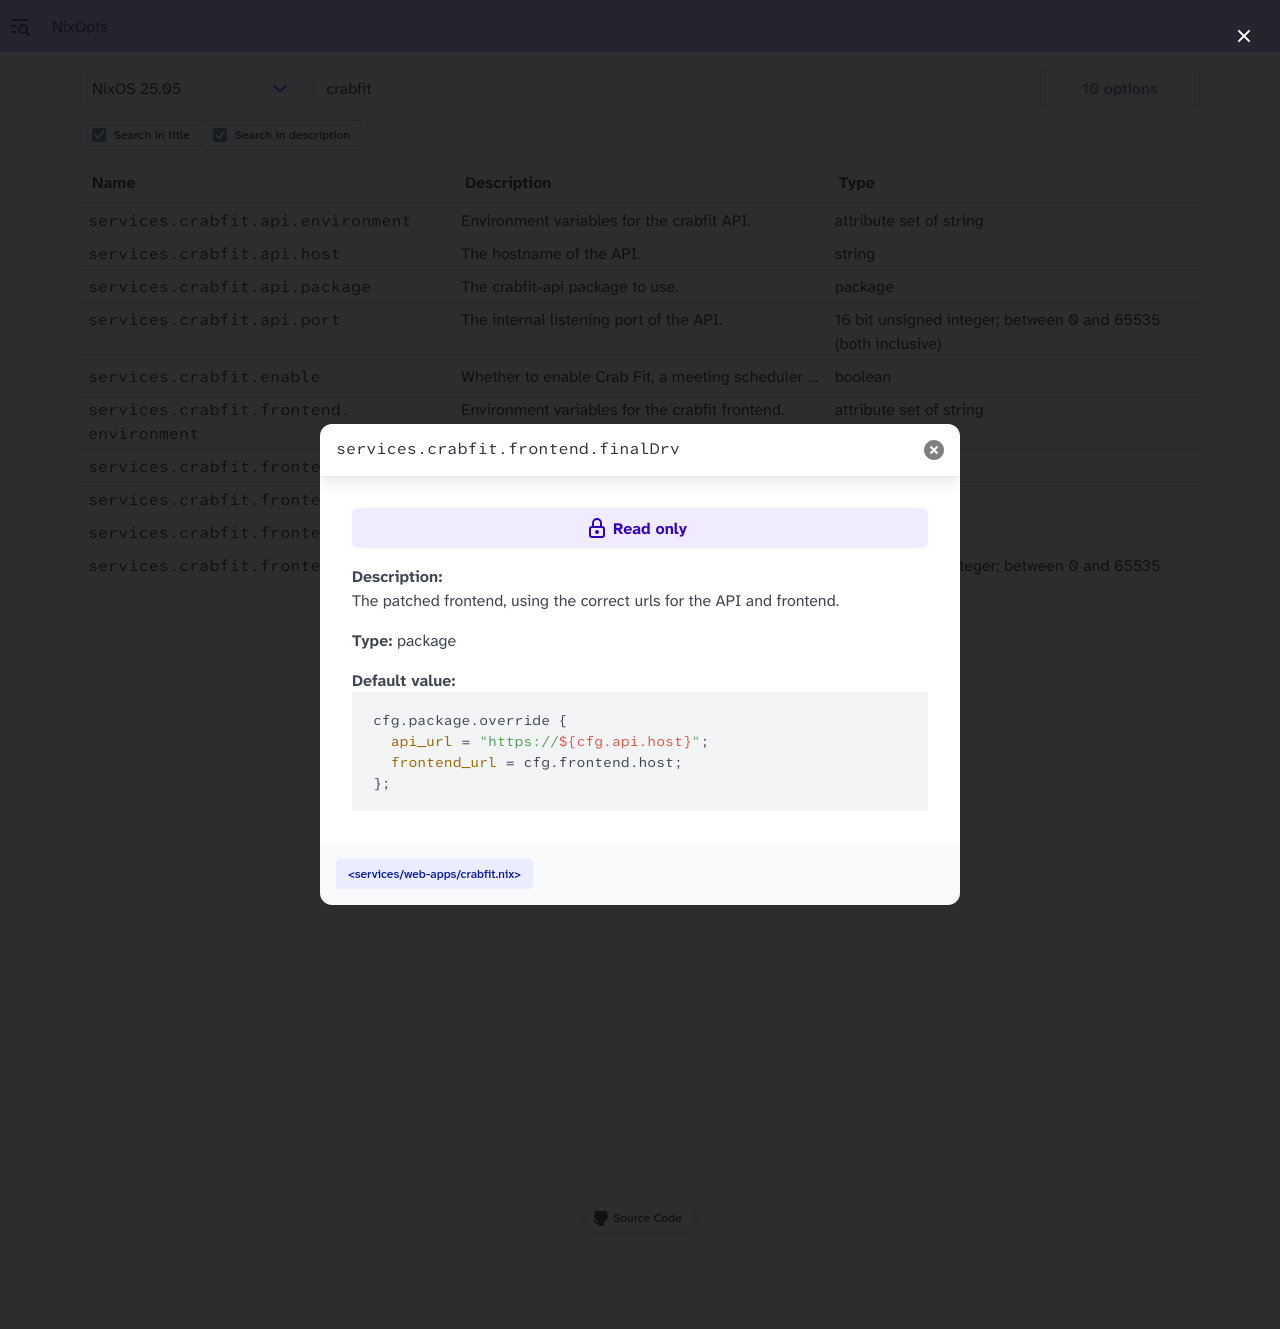 NixOpts
NixOS 25.05
crabfit
10 options
Search in title
Search in description
Name Description Type
services.crabfit.api.environment Environment variables for the crabfit API. attribute set of string
services.crabfit.api.host The hostname of the API. string
services.crabfit.api.package The crabfit-api package to use. package
services.crabfit.api.port The internal listening port of the API. 16 bit unsigned integer; between 0 and 65535
(both inclusive)
services.crabfit.enable Whether to enable Crab Fit, a meeting scheduler ... boolean
services.crabfit.frontend. Environment variables for the crabfit frontend. attribute set of string
environment
services.crabfit.fronte
services.crabfit.fronte
services.crabfit.fronte
services.crabfit.fronte teger; between 0 and 65535
services.crabfit.frontend.finalDrv
Read only
Description:
The patched frontend, using the correct urls for the API and frontend.
Type: package
Default value:
cfg.package.override {
  api_url = "https://${cfg.api.host}";
  frontend_url = cfg.frontend.host;
};
<services/web-apps/crabfit.nix>
Source Code